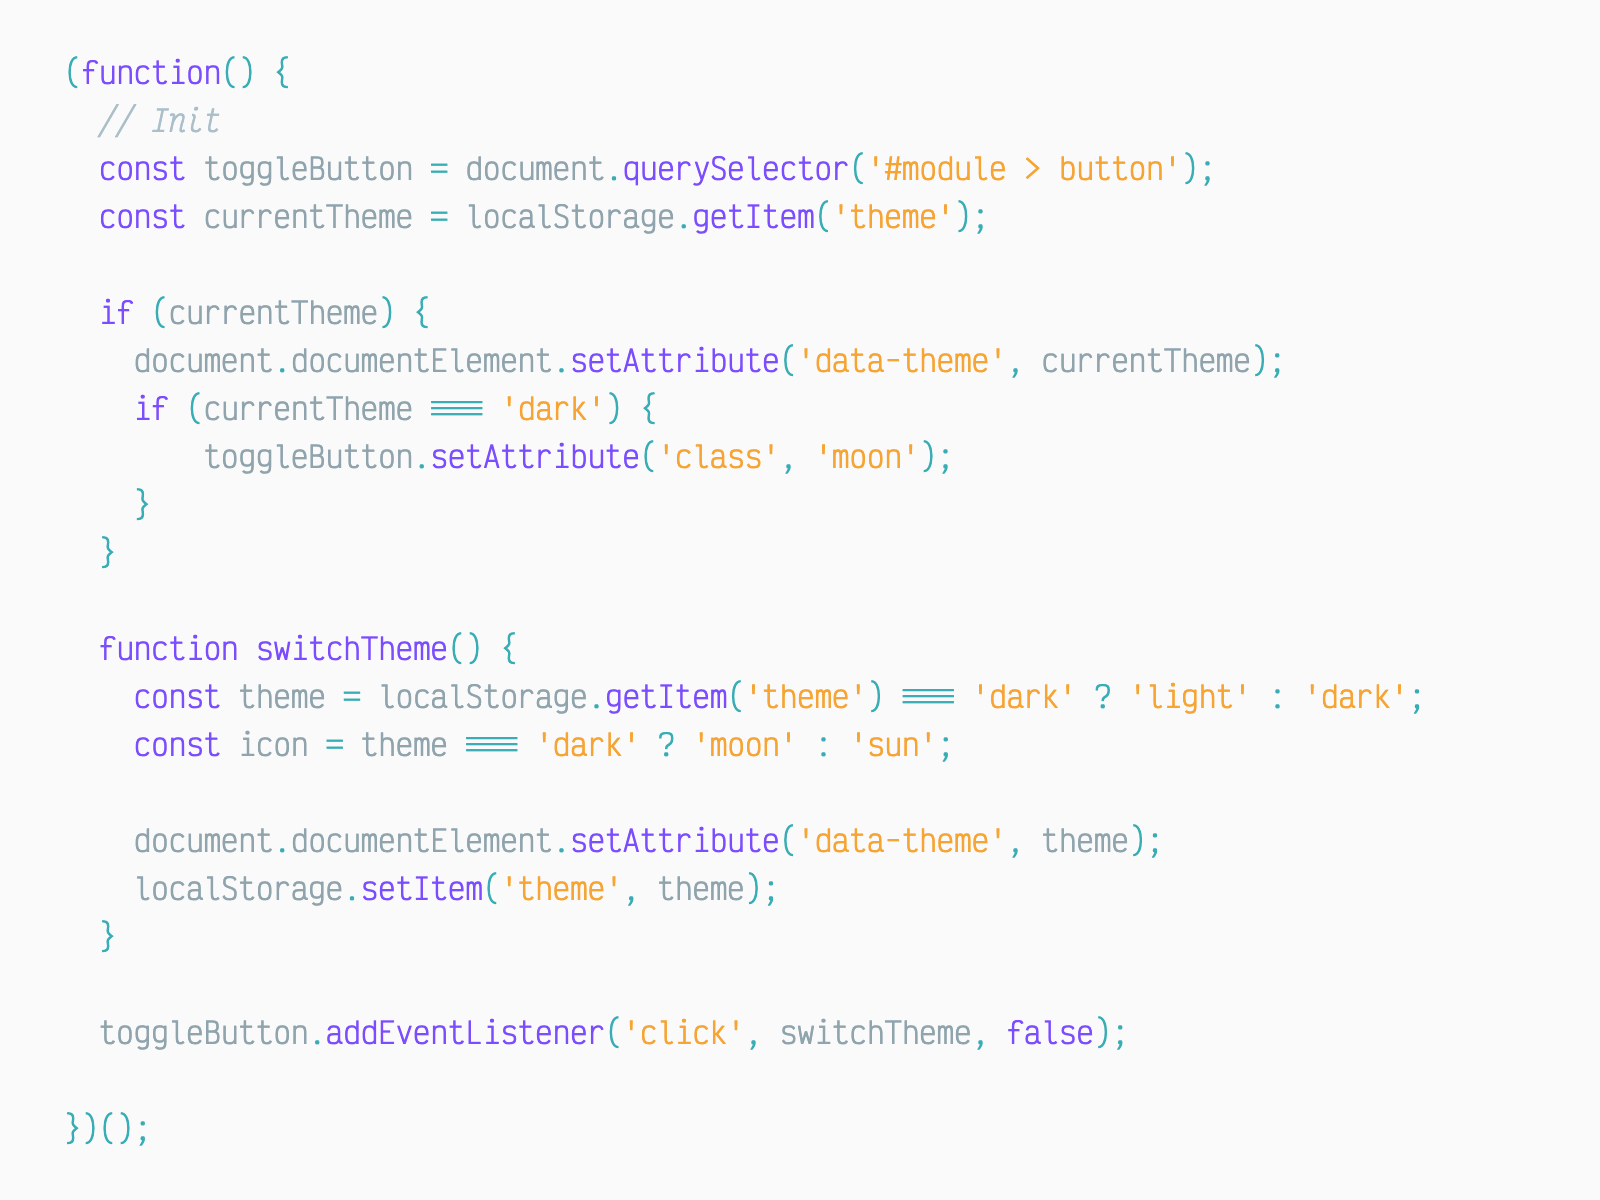 (function() {
  // Init
  const toggleButton = document.querySelector('#module > button');
  const currentTheme = localStorage.getItem('theme');

  if (currentTheme) {
    document.documentElement.setAttribute('data-theme', currentTheme);
    if (currentTheme === 'dark') {
        toggleButton.setAttribute('class', 'moon');
    }
  }

  function switchTheme() {
    const theme = localStorage.getItem('theme') === 'dark' ? 'light' : 'dark';
    const icon = theme === 'dark' ? 'moon' : 'sun';

    document.documentElement.setAttribute('data-theme', theme);
    localStorage.setItem('theme', theme);
  }

  toggleButton.addEventListener('click', switchTheme, false);

})();